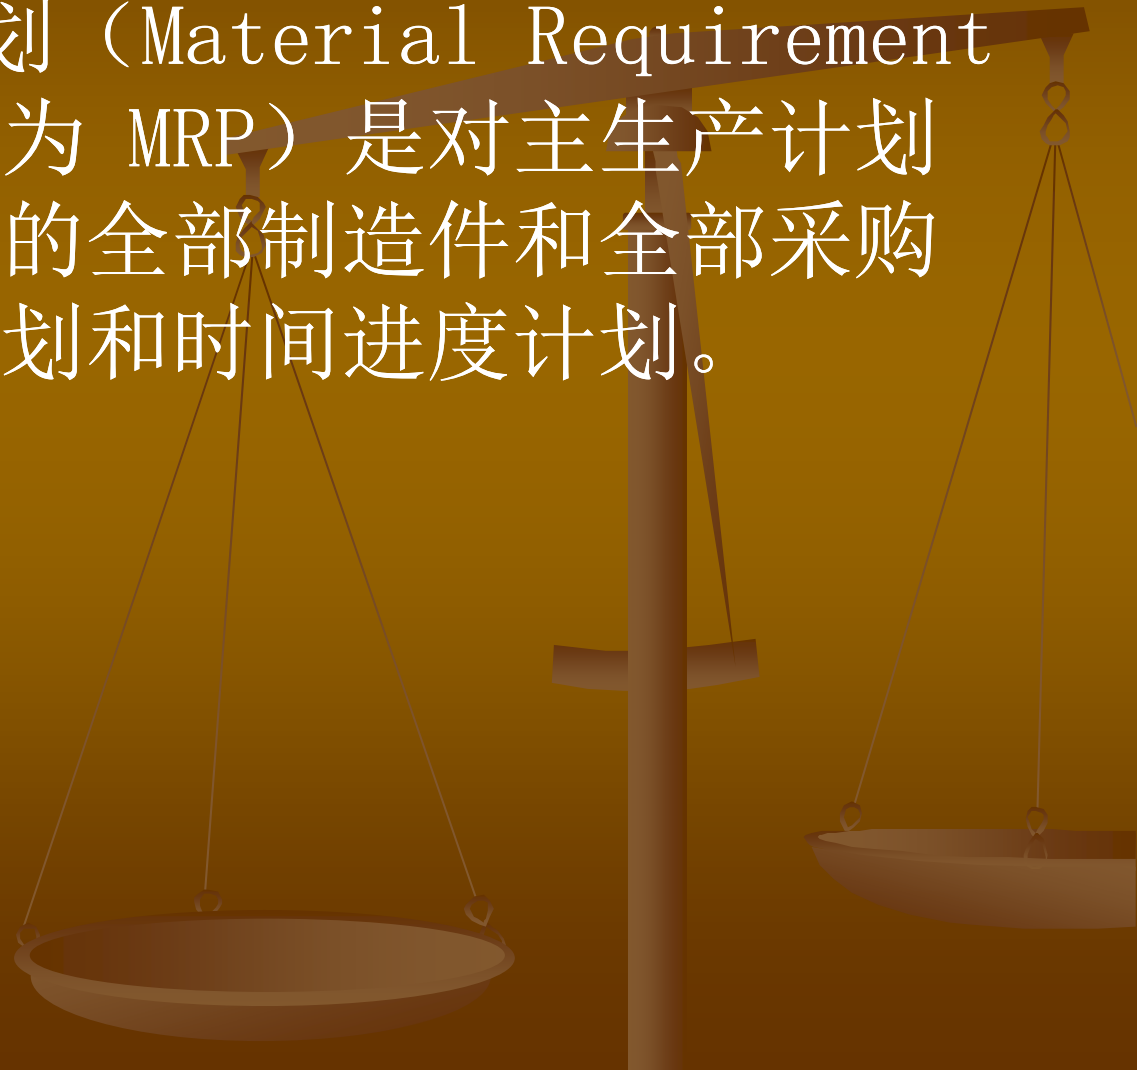 划（Material Requirement
为 MRP）是对主生产计划
的全部制造件和全部采购
划和时间进度计划。